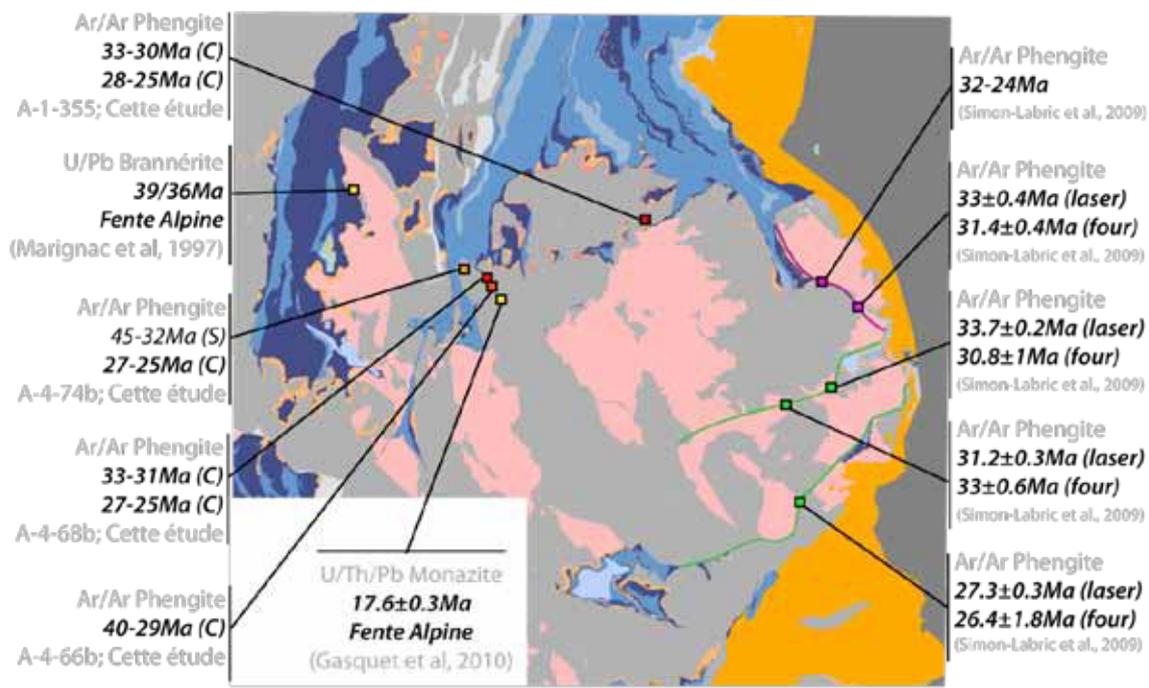 Ar/Ar Phengite
33-30Ma (C)
28-25Ma (C)
A-1-355; Cette étude
U/Pb Brannérite
39/36Ma
Fente Alpine
(Marignac et al, 1997)
Ar/Ar Phengite
45-32Ma (S)
27-25Ma (C)
A-4-74b; Cette étude
Ar/Ar Phengite
33-31Ma (C)
27-25Ma (C)
A-4-68b; Cette étude
Ar/Ar Phengite
40-29Ma (C)
A-4-66b; Cette étude
U/Th/Pb Monazite
17.6±0.3Ma
Fente Alpine
(Gasquet et al, 2010)
Ar/Ar Phengite
32-24Ma
(Simon-Labric et al., 2009)
Ar/Ar Phengite
33±0.4Ma (laser)
31.4±0.4Ma (four)
(Simon-Labric et al., 2009)
Ar/Ar Phengite
33.7±0.2Ma (laser)
30.8±1Ma (four)
(Simon-Labric et al., 2009)
Ar/Ar Phengite
31.2±0.3Ma (laser)
33±0.6Ma (four)
(Simon-Labric et al., 2009)
Ar/Ar Phengite
27.3±0.3Ma (laser)
26.4±1.8Ma (four)
(Simon-Labric et al., 2009)